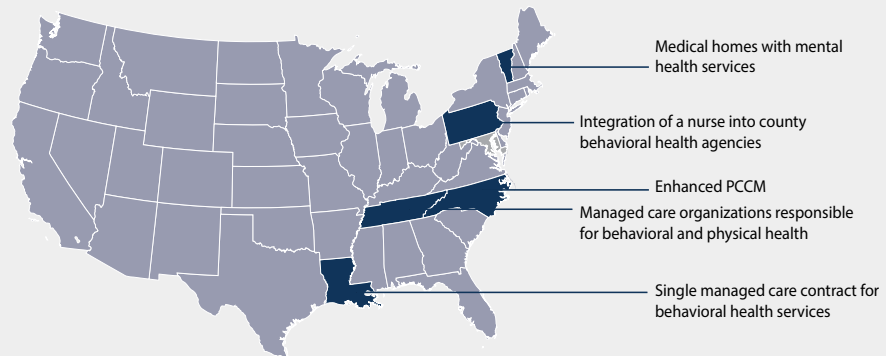 Medical homes with mental
health services
Integration of a nurse into county
behavioral health agencies
Enhanced PCCM
Managed care organizations responsible
for behavioral and physical health
Single managed care contract for
behavioral health services